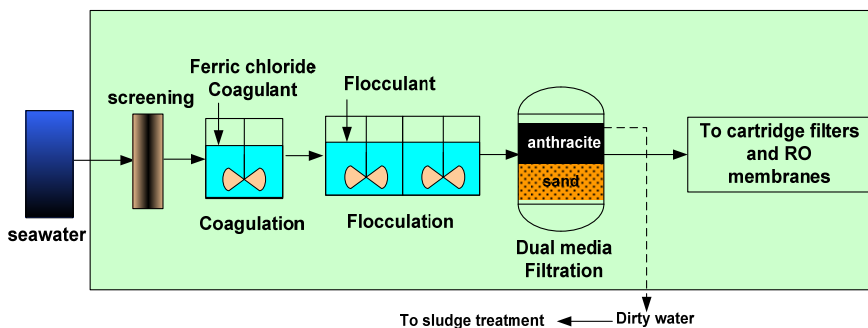 Ferric chloride
Coagulant
Flocculant
screening
anthracite
sand
To cartridge filters
and RO
membranes
seawater
Coagulation
Flocculation
Dual media
Filtration
To sludge treatment
Dirty water